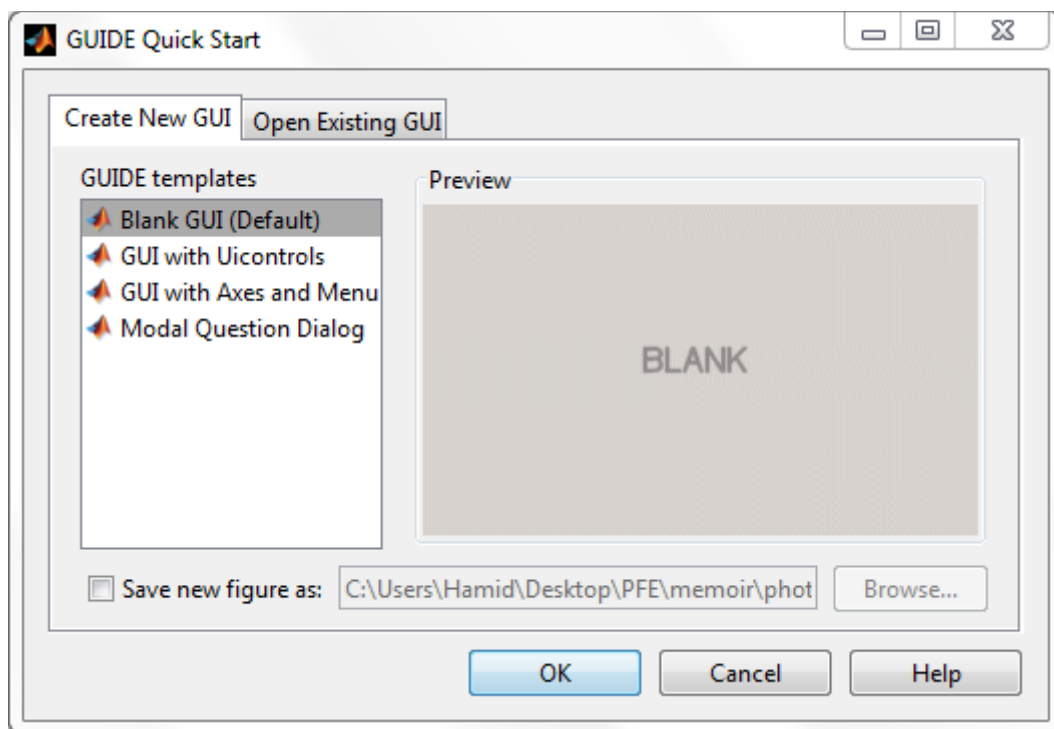 GUIDE Quick Start
Create New GUI
Open Existing GUI
GUIDE templates
Blank GUI (Default)
GUI with Uicontrols
GUI with Axes and Menu
Modal Question Dialog
Preview
BLANK
Save new figure as:
C:\Users\Hamid\Desktop\PFE\memoir\phot
Browse...
OK
Cancel
Help